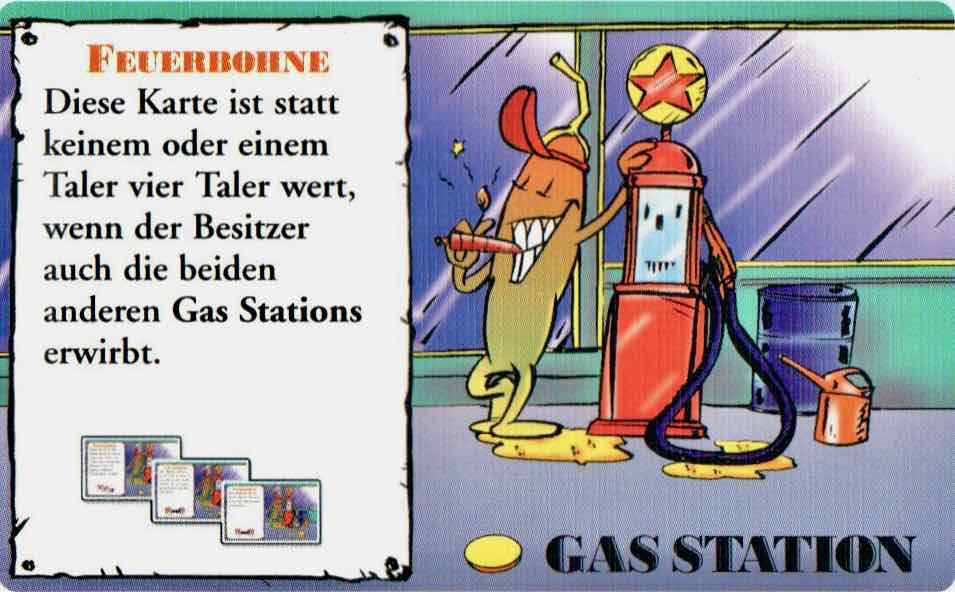 FEUERBOHNE
Diese Karte ist statt
keinem oder einem
Taler vier Taler wert,
wenn der Besitzer
auch die beiden
anderen Gas Stations
erwirbt.
GAS STATION